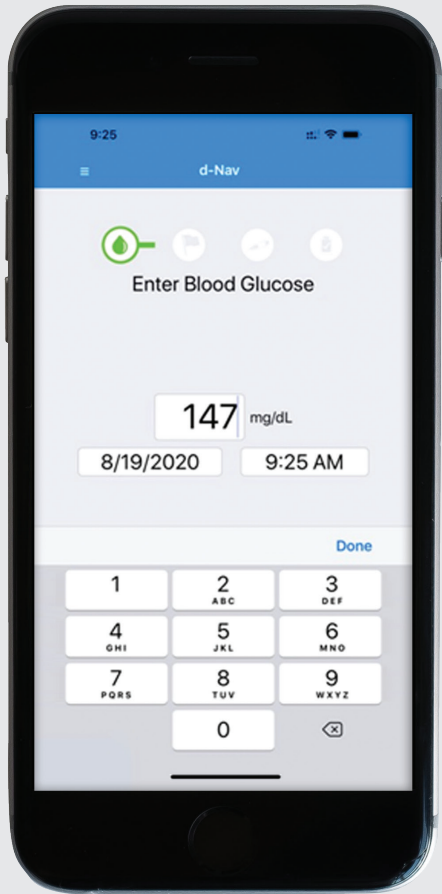 9:25
d-Nav
Enter Blood Glucose
147 mg/dL
8/19/2020 9:25 AM
Done
1 2 3
ABC DEF
4 5 6
GHI JKL MNO
7 8 9
PQRS TUV WXYZ
0